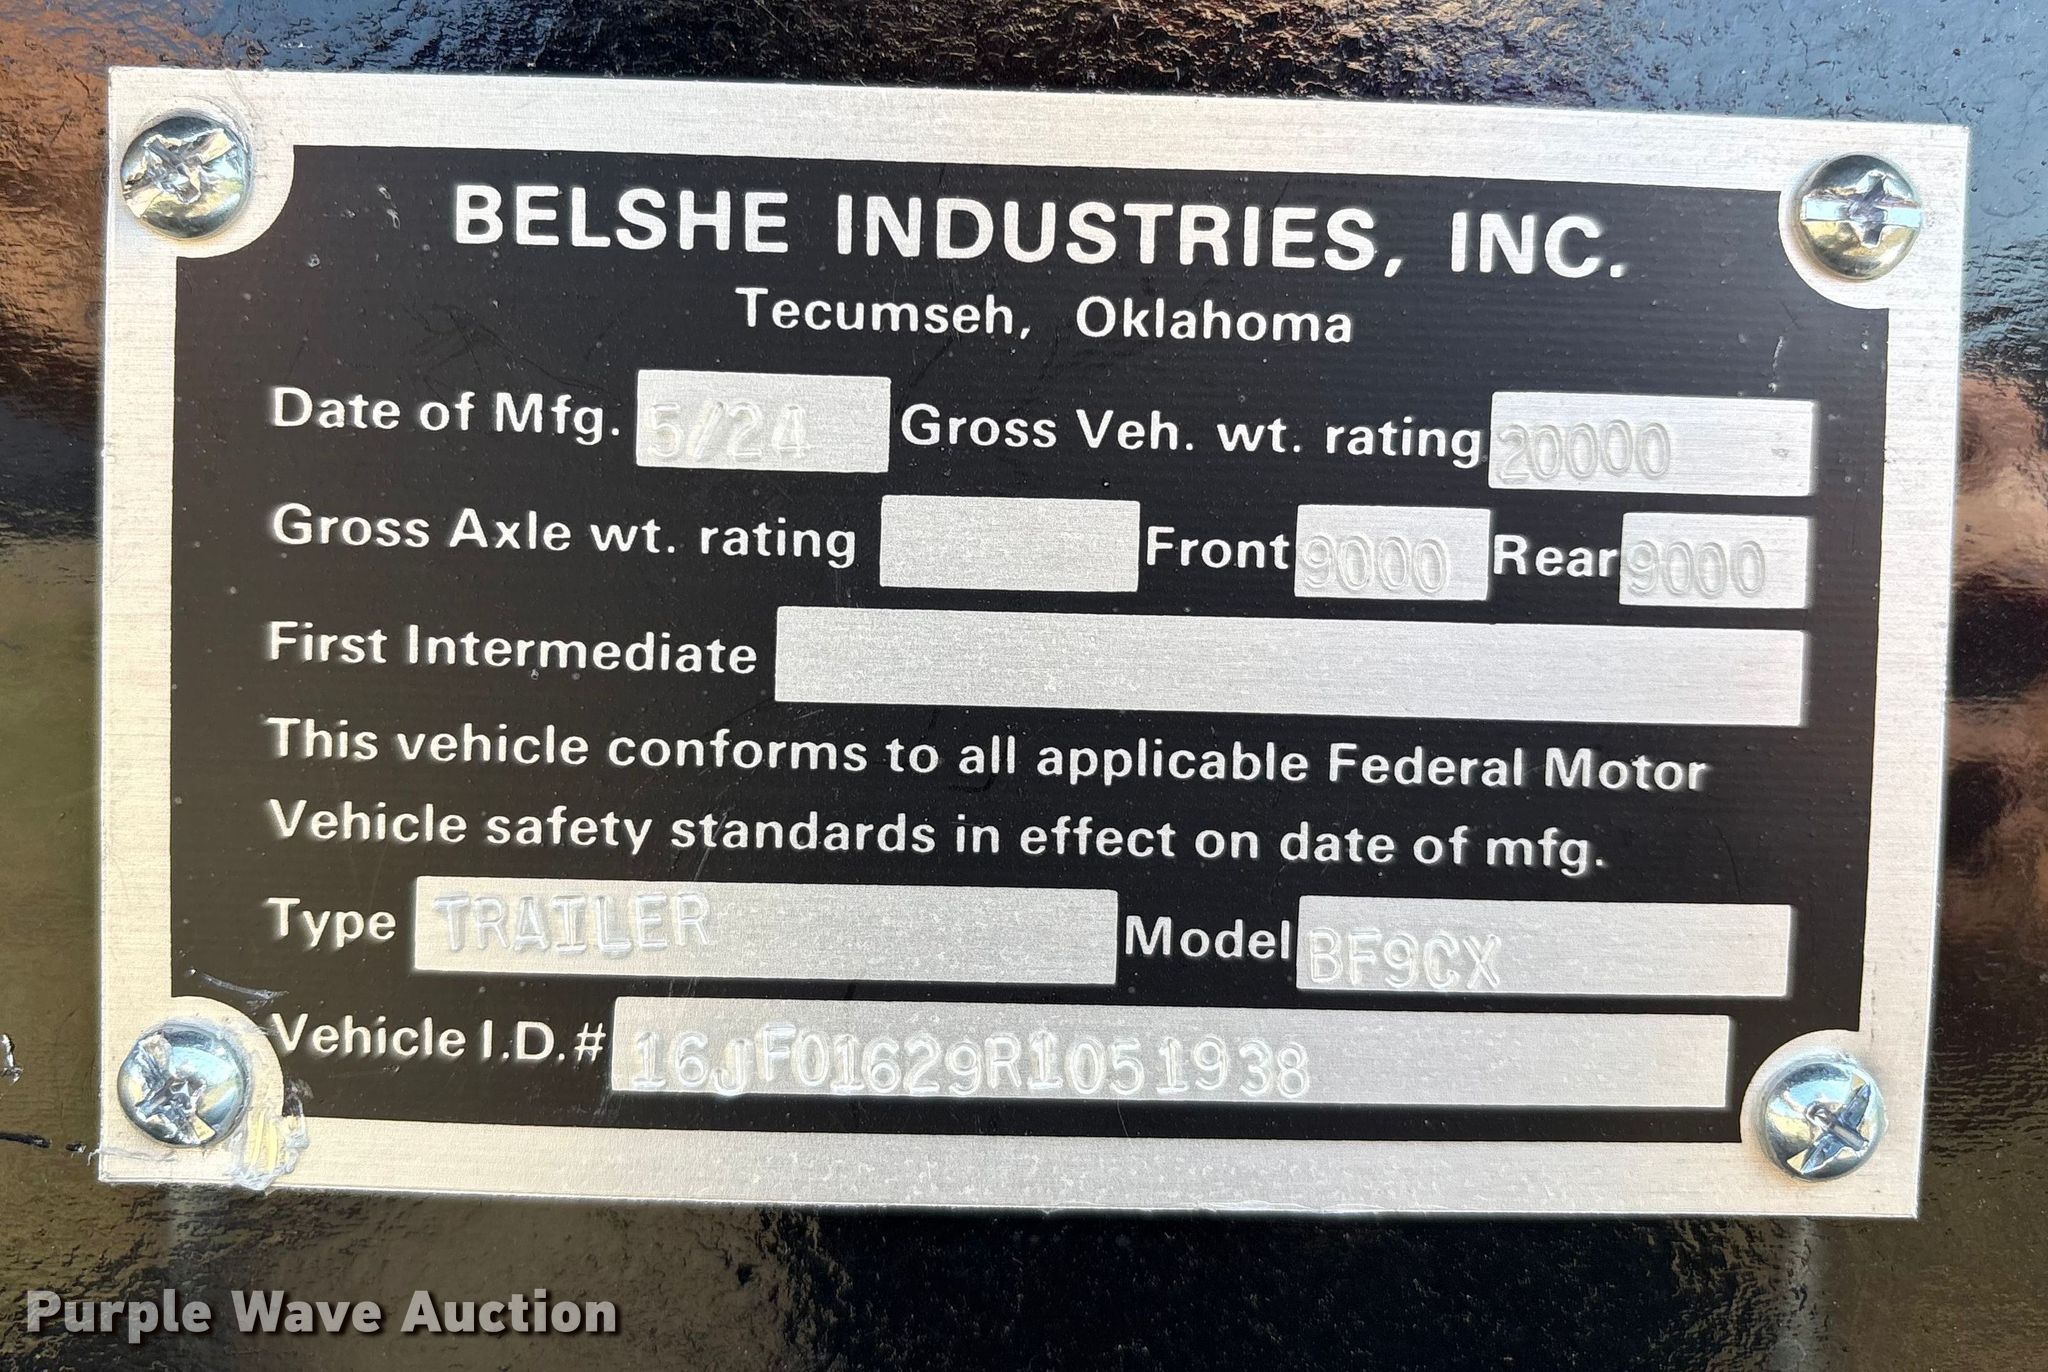 BELSHE INDUSTRIES, INC.
Tecumseh, Oklahoma
Date of Mfg. 5/24 Gross Veh. wt. rating 20000
Gross Axle wt. rating Front 9000 Rear 9000
First Intermediate
This vehicle conforms to all applicable Federal Motor
Vehicle safety standards in effect on date of mfg.
Type TRAILER Model BF9CX
Vehicle I.D.# 16JF01629R1051938
Purple Wave Auction